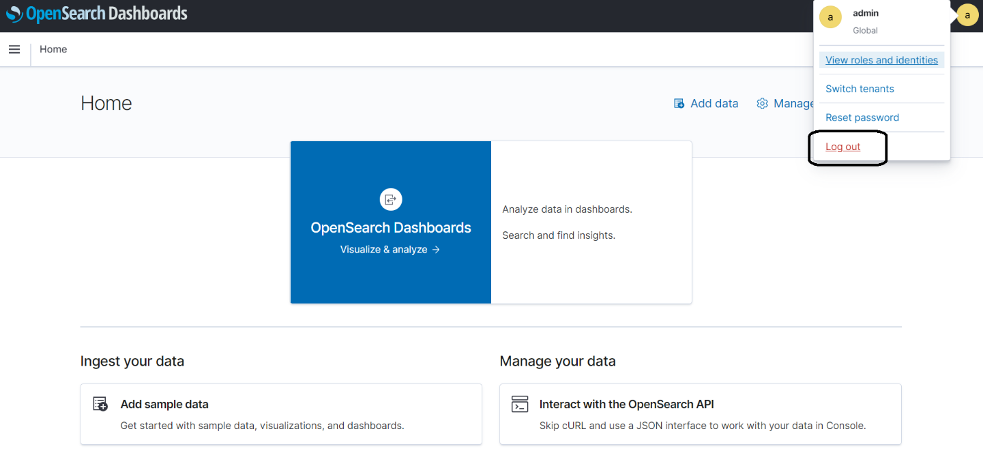 OpenSearch Dashboards
a
admin
Global
a
Home
View roles and identities
Switch tenants
Reset password
Log out
Home
Add data
Manage
OpenSearch Dashboards
Visualize & analyze →
Analyze data in dashboards.
Search and find insights.
Ingest your data
Manage your data
Add sample data
Get started with sample data, visualizations, and dashboards.
Interact with the OpenSearch API
Skip cURL and use a JSON interface to work with your data in Console.